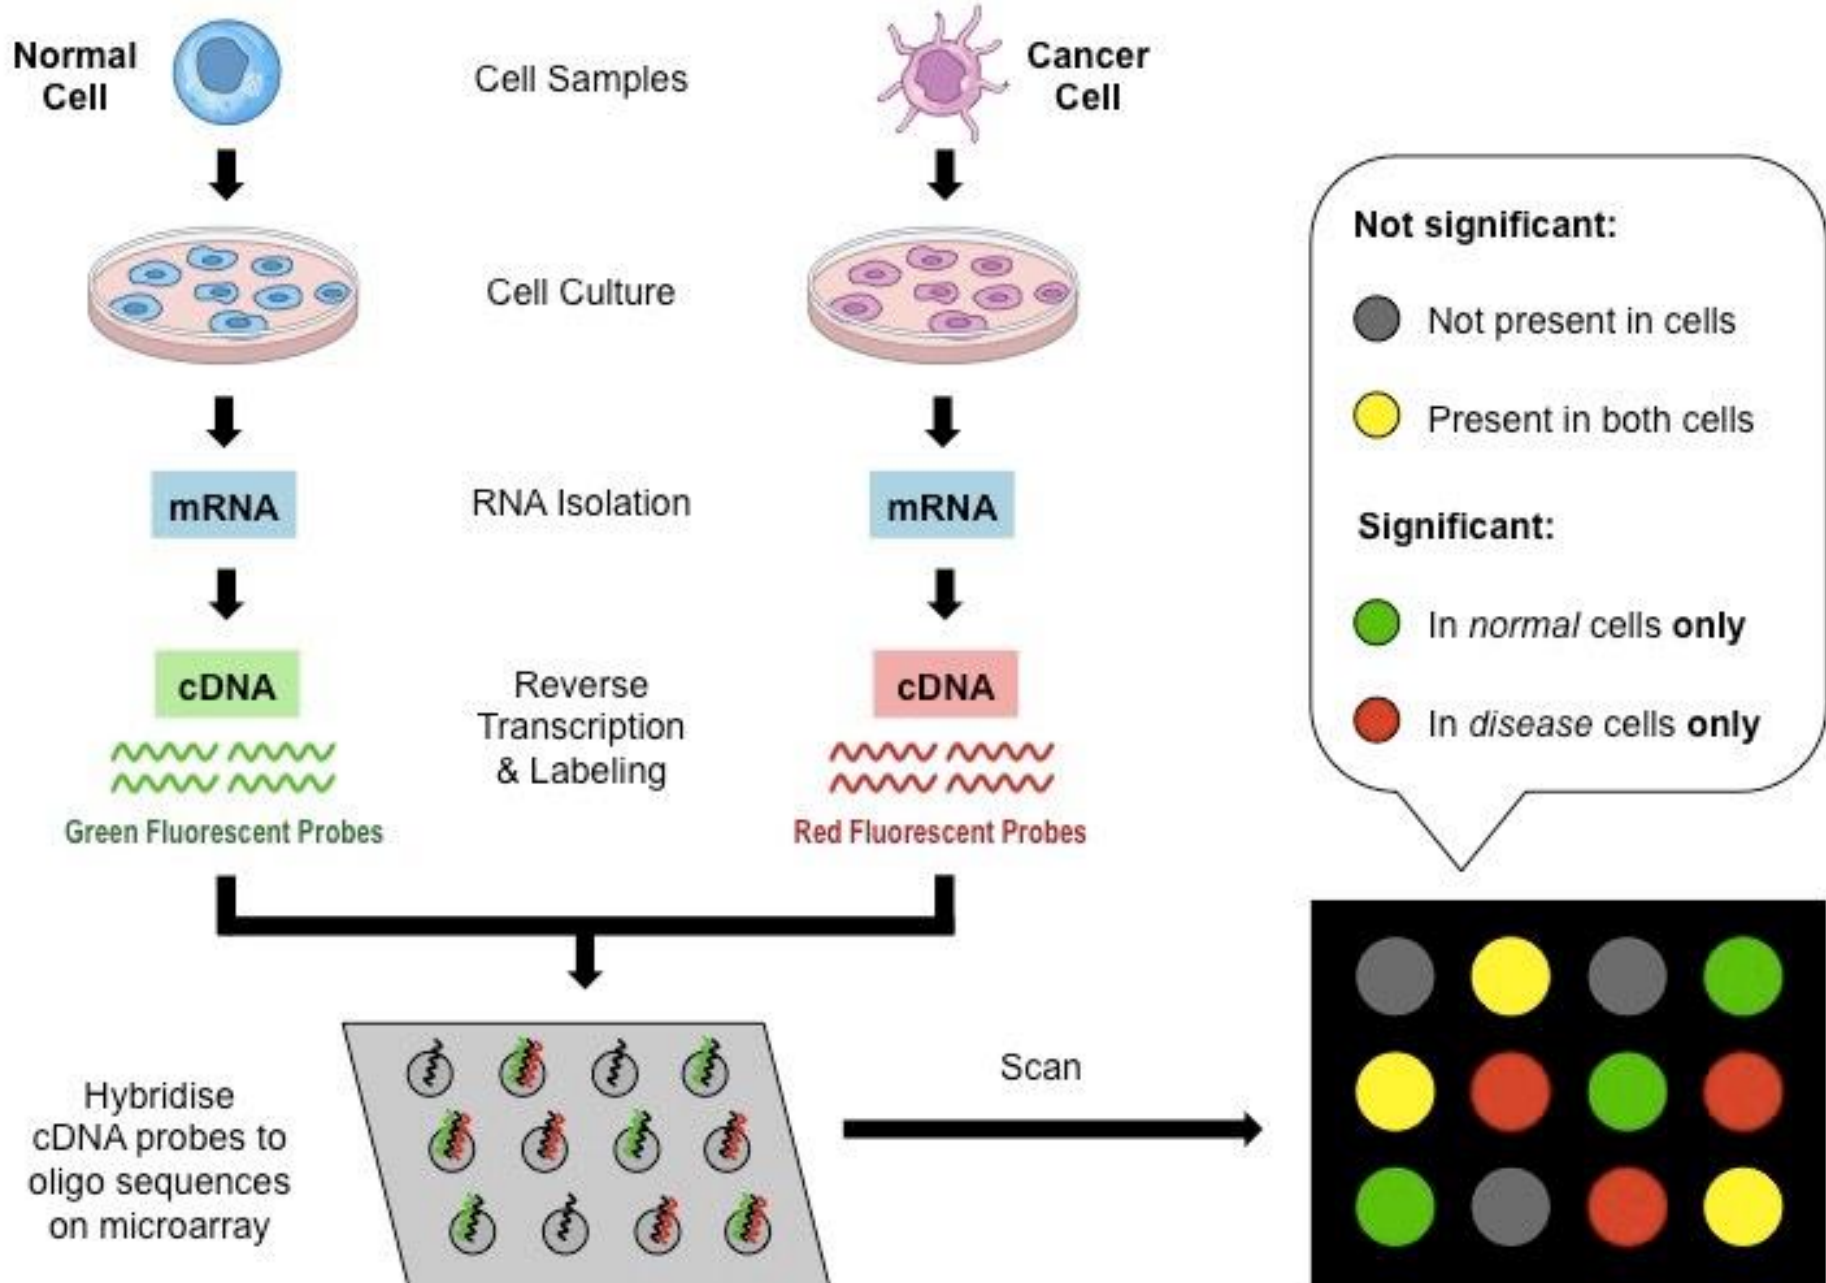 Normal
Cell
Cell Samples
Cancer
Cell
Cell Culture
mRNA
RNA Isolation
mRNA
cDNA
Reverse
Transcription
& Labeling
cDNA
Green Fluorescent Probes
Red Fluorescent Probes
Hybridise
cDNA probes to
oligo sequences
on microarray
Scan
Not significant:
Not present in cells
Present in both cells
Significant:
In normal cells only
In disease cells only